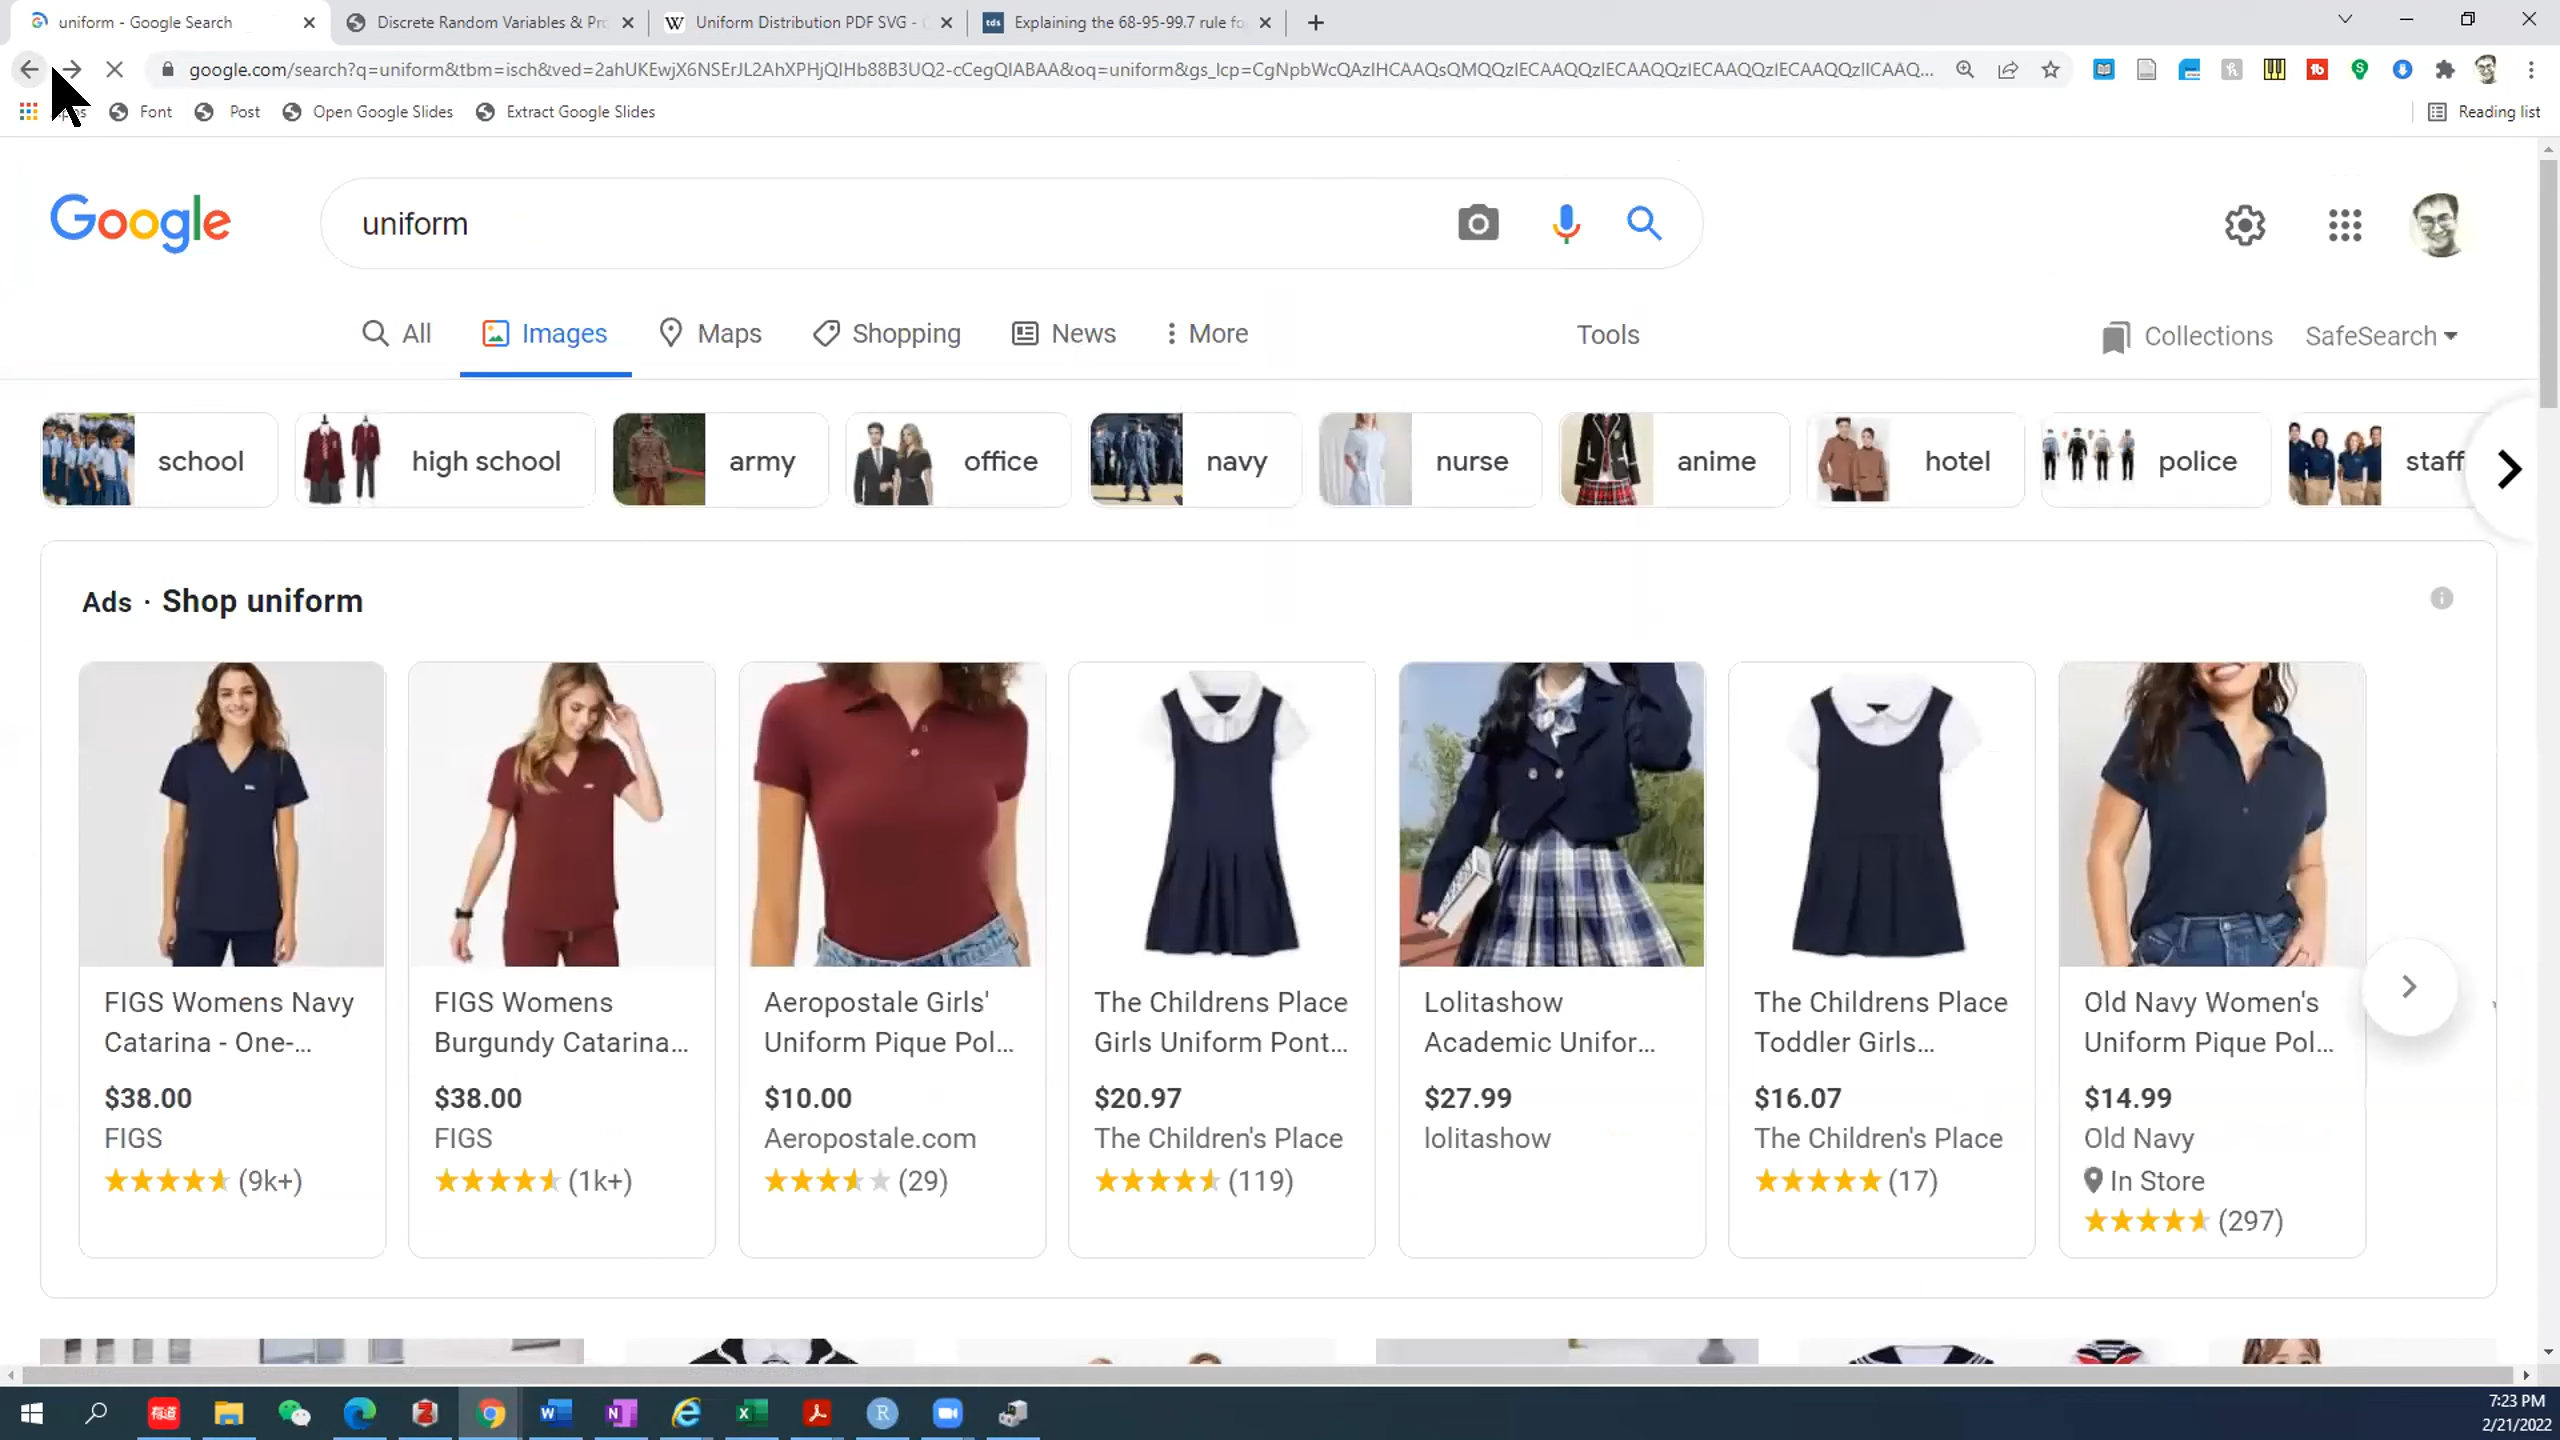 uniform - Google Search
Discrete Random Variables & Pr
Uniform Distribution PDF SVG -
tds
Explaining the 68-95-99.7 rule fo
google.com/search?q=uniform&tbm=isch&ved=2ahUKEwjX6NSErJL2AhXPHjQIHb88B3UQ2-cCegQIABAA&oq=uniform&gs_lcp=CgNpbWcQAzIHCAAQsQMQQzIECAAQQzIECAAQQzIECAAQQzIECAAQQzIICAAQ...
Font
Post
Open Google Slides
Extract Google Slides
Reading list
Google
uniform
All
Images
Maps
Shopping
News
More
Tools
Collections
SafeSearch
school
high school
army
office
navy
nurse
anime
hotel
police
staff
Ads · Shop uniform
FIGS Womens Navy
Catarina - One-...
$38.00
FIGS
(9k+)
FIGS Womens
Burgundy Catarina...
$38.00
FIGS
(1k+)
Aeropostale Girls'
Uniform Pique Pol...
$10.00
Aeropostale.com
(29)
The Childrens Place
Girls Uniform Pont...
$20.97
The Children's Place
(119)
Lolitashow
Academic Unifor...
$27.99
lolitashow
The Childrens Place
Toddler Girls...
$16.07
The Children's Place
(17)
Old Navy Women's
Uniform Pique Pol...
$14.99
Old Navy
In Store
(297)
7:23 PM
2/21/2022